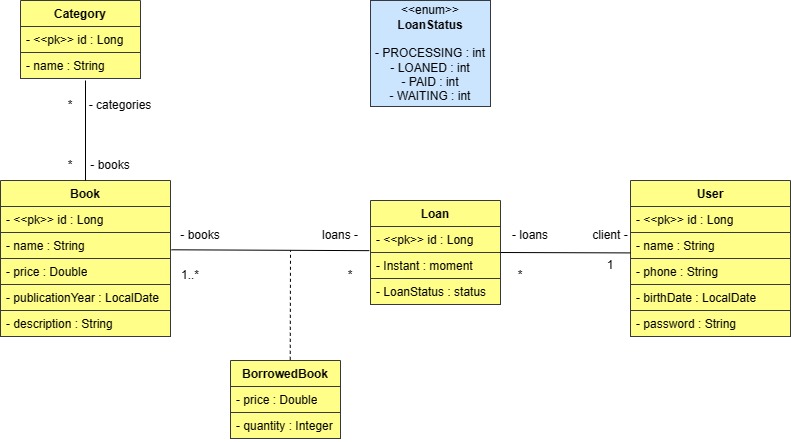 Category
- <<pk>> id : Long
- name : String
* - categories
* - books
<<enum>>
LoanStatus
- PROCESSING : int
- LOANED : int
- PAID : int
- WAITING : int
Book
- <<pk>> id : Long
- name : String
- price : Double
- publicationYear : LocalDate
- description : String
- books
loans -
1..*
*
Loan
- <<pk>> id : Long
- Instant : moment
- LoanStatus : status
- loans
client -
*
1
User
- <<pk>> id : Long
- name : String
- phone : String
- birthDate : LocalDate
- password : String
BorrowedBook
- price : Double
- quantity : Integer